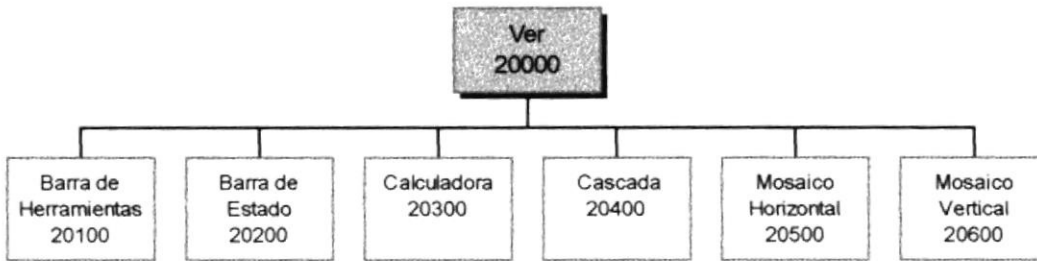 Ver
20000
Barra de
Herramientas
20100
Barra de
Estado
20200
Calculadora
20300
Cascada
20400
Mosaico
Horizontal
20500
Mosaico
Vertical
20600